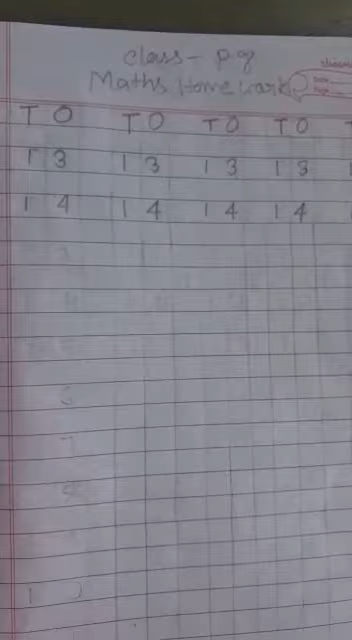 class - p g
Maths Home Work
T O T O T O T O T
1 3 1 3 1 3 1 3 1
1 4 1 4 1 4 1 4